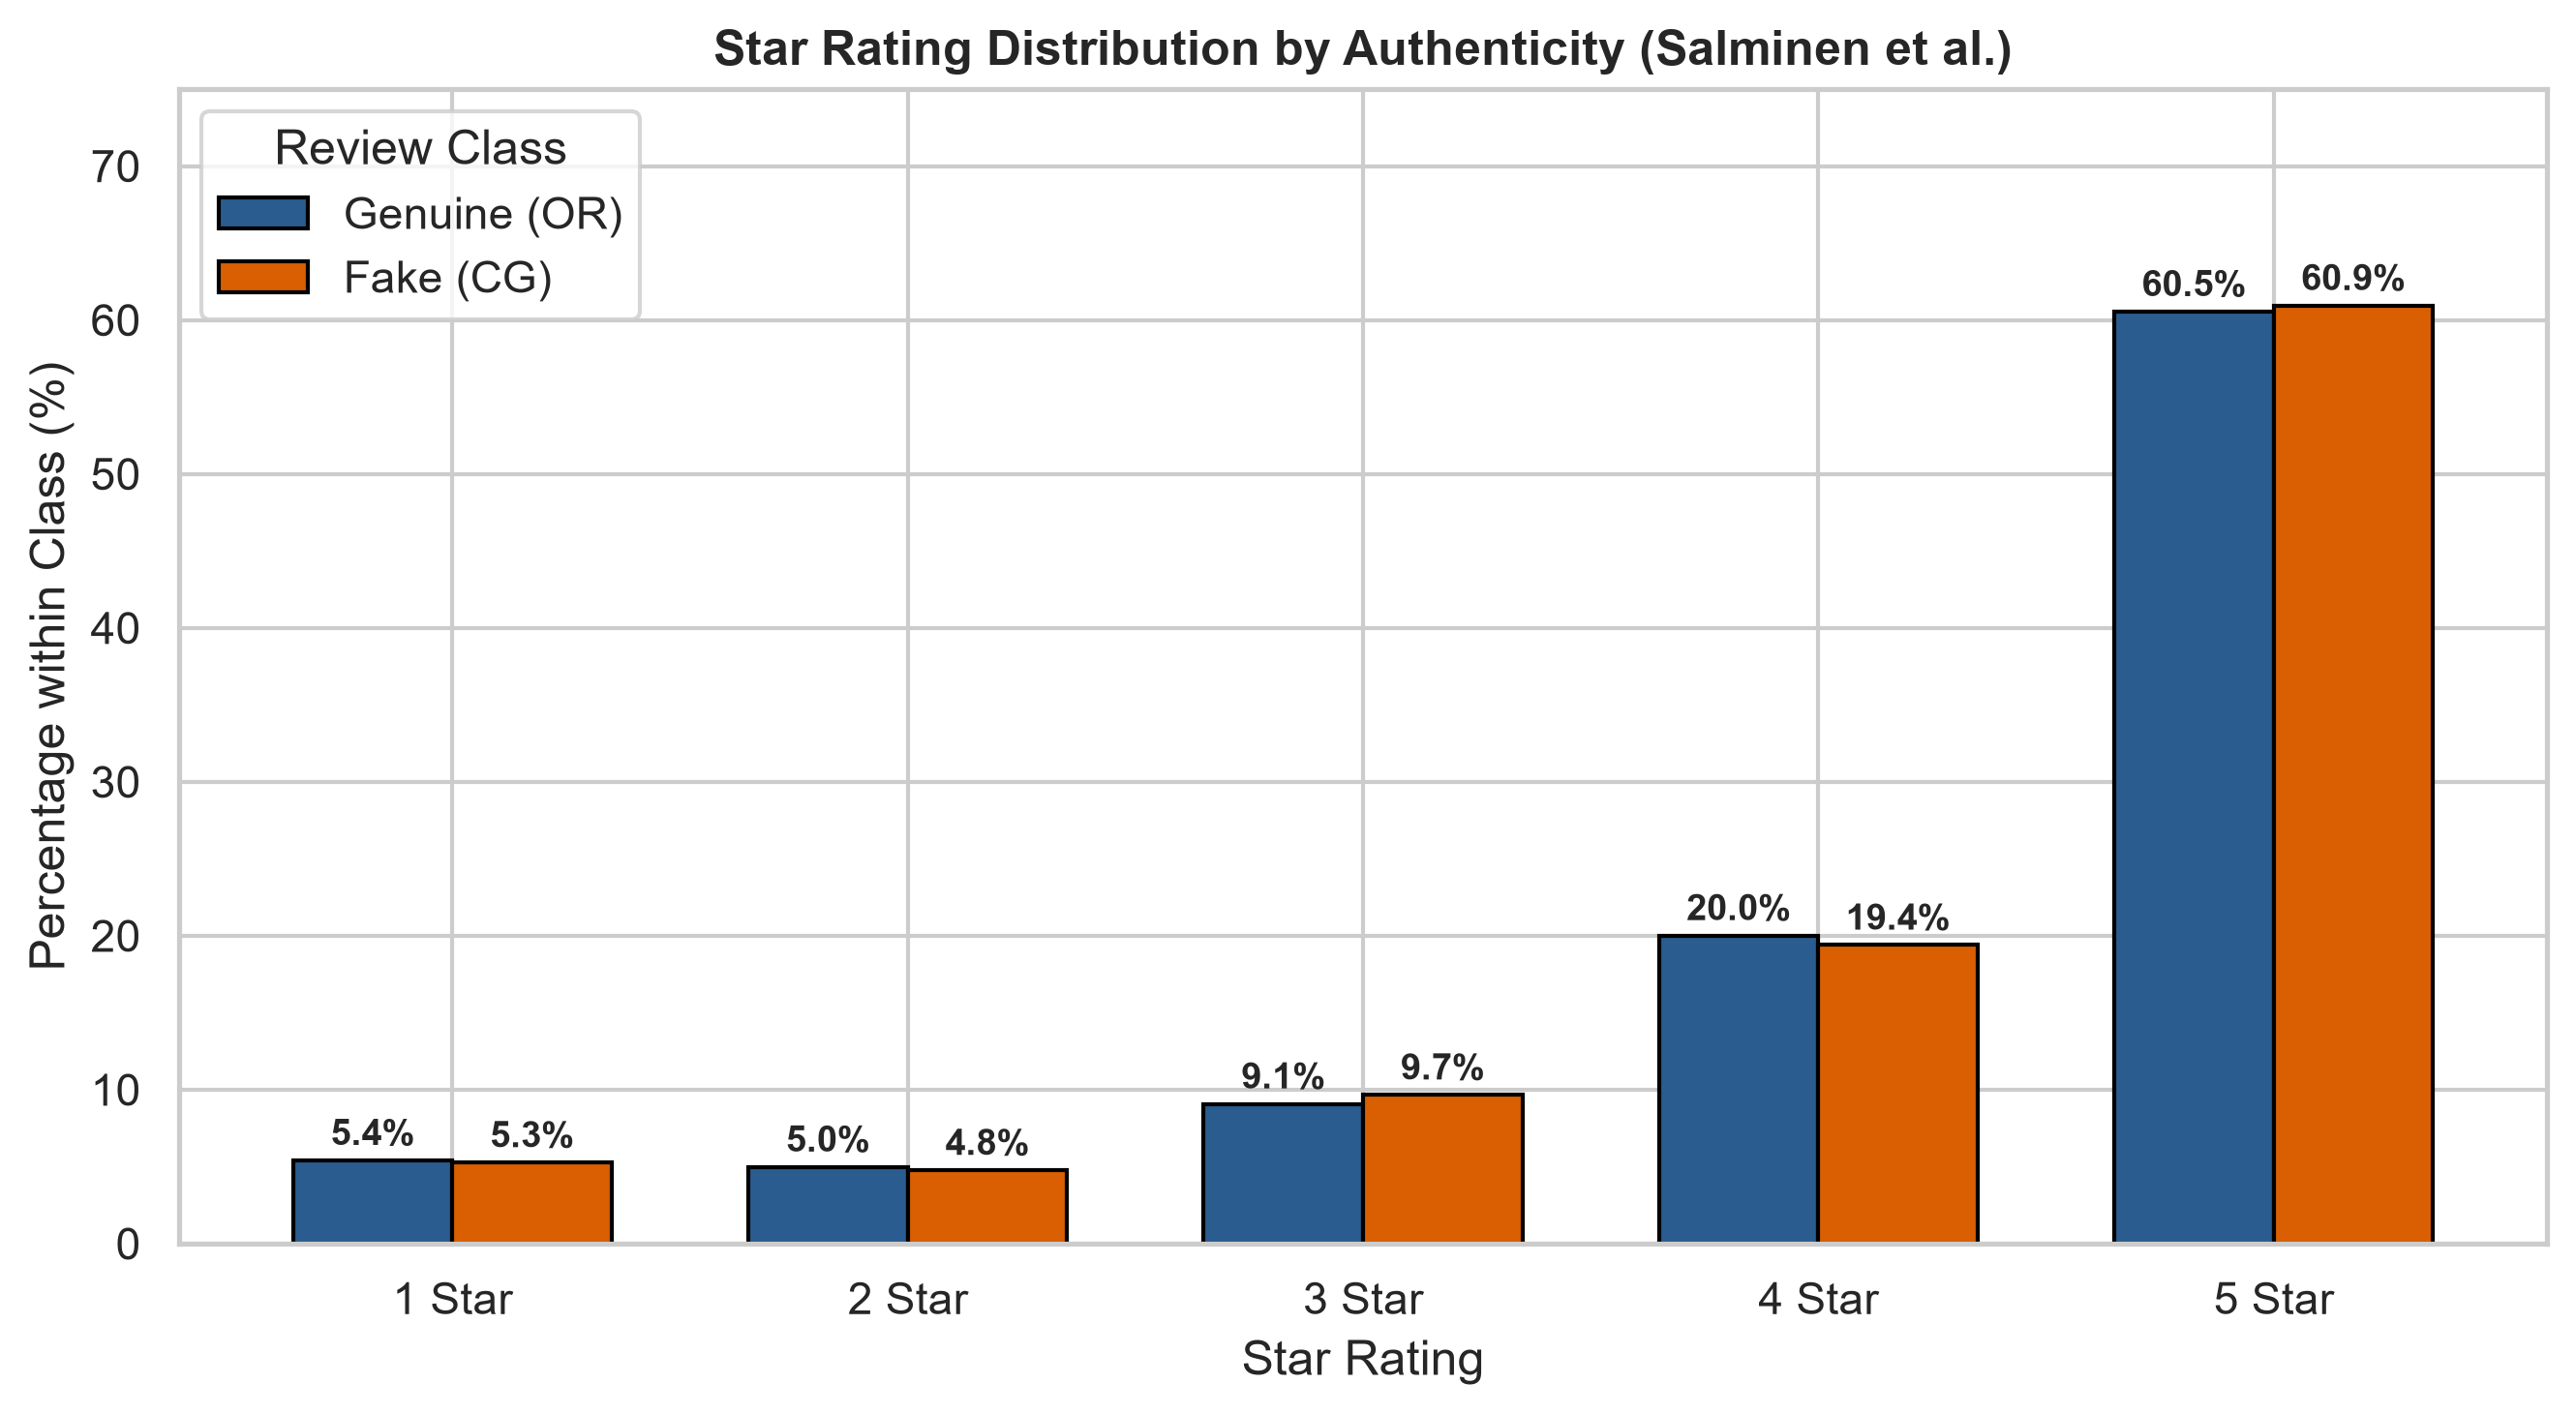 Star Rating Distribution by Authenticity (Salminen et al.)
Review Class
Genuine (OR)
Fake (CG)
Percentage within Class (%)
70
60
50
40
30
20
10
0
5.4%
5.3%
5.0%
4.8%
9.1%
9.7%
20.0%
19.4%
60.5%
60.9%
1 Star
2 Star
3 Star
4 Star
5 Star
Star Rating